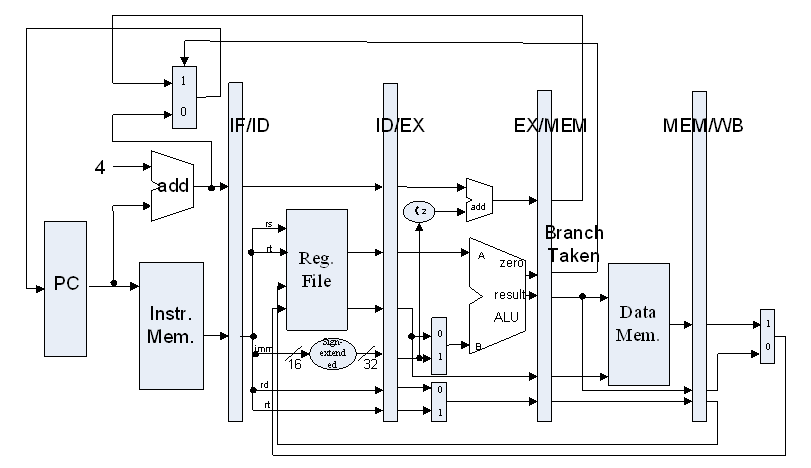 1
0
IF/ID
ID/EX
EX/MEM
MEM/WB
4
add
rs
rt
Reg.
File
2
add
Branch
Taken
PC
Instr.
Mem.
A
zero
result
ALU
B
Data
Mem.
imm
Sign-
extend
ed
16
32
0
1
1
0
rd
rt
0
1